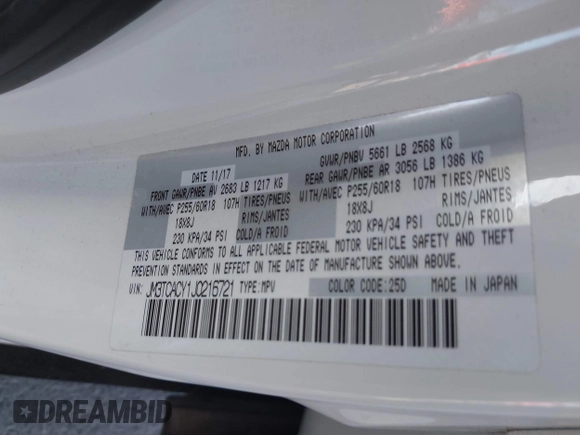 MFD. BY MAZDA MOTOR CORPORATION
DATE 11/17 GVWR/PNBV 5661 LB 2568 KG
FRONT GAWR/PNBE AV 2683 LB 1217 KG REAR GAWR/PNBE AR 3056 LB 1386 KG
WITH/AVEC P255/60R18 107H TIRES/PNEUS WITH/AVEC P255/60R18 107H TIRES/PNEUS
18X8J RIMS/JANTES 18X8J RIMS/JANTES
230 KPA/34 PSI COLD/A FROID 230 KPA/34 PSI COLD/A FROID
THIS VEHICLE CONFORMS TO ALL APPLICABLE FEDERAL MOTOR VEHICLE SAFETY AND THEFT
PREVENTION STANDARDS IN EFFECT ON THE DATE OF MANUFACTURE SHOWN ABOVE.
VIN: JM3TCACY1JC216721 TYPE:MPV COLOR CODE:25D MADE IN JAPAN
DREAMBID